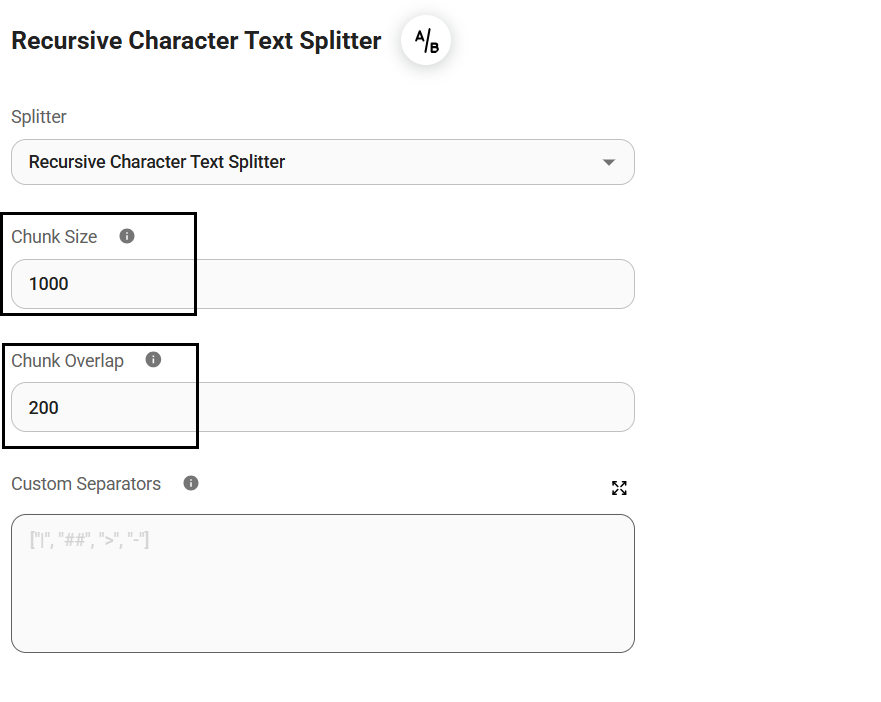 Recursive Character Text Splitter A/B
Splitter
Recursive Character Text Splitter
Chunk Size
1000
Chunk Overlap
200
Custom Separators
["|", "##", ">", "-"]